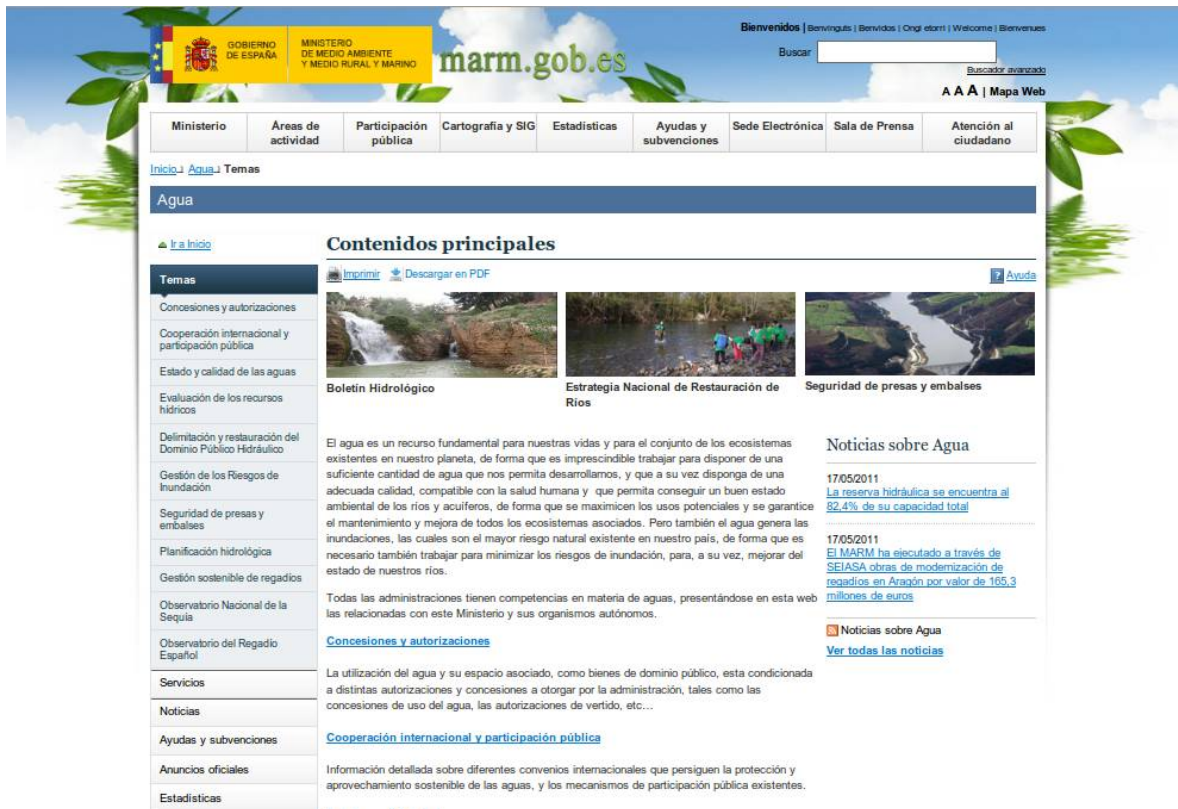 GOBIERNO
DE ESPAÑA
MINISTERIO
DE MEDIO AMBIENTE
Y MEDIO RURAL Y MARINO
marm.gob.es
Bienvenidos | Benvinguts | Benvidos | Ongi etorri | Welcome | Bienvenues
Buscar
Buscador avanzado
A A A | Mapa Web
Ministerio
Áreas de
actividad
Participación
pública
Cartografía y SIG
Estadísticas
Ayudas y
subvenciones
Sede Electrónica
Sala de Prensa
Atención al
ciudadano
Inicio Agua Temas
Agua
Ir a Inicio
Temas
Concesiones y autorizaciones
Cooperación internacional y
participación pública
Estado y calidad de las aguas
Evaluación de los recursos
hídricos
Delimitación y restauración del
Dominio Público Hidráulico
Gestión de los Riesgos de
Inundación
Seguridad de presas y
embalses
Planificación hidrológica
Gestión sostenible de regadíos
Observatorio Nacional de la
Sequía
Observatorio del Regadío
Español
Servicios
Noticias
Ayudas y subvenciones
Anuncios oficiales
Estadísticas
Contenidos principales
Imprimir Descargar en PDF
? Ayuda
Boletín Hidrológico
Estrategia Nacional de Restauración de
Ríos
Seguridad de presas y embalses
El agua es un recurso fundamental para nuestras vidas y para el conjunto de los ecosistemas
existentes en nuestro planeta, de forma que es imprescindible trabajar para disponer de una
suficiente cantidad de agua que nos permita desarrollarnos, y que a su vez disponga de una
adecuada calidad, compatible con la salud humana y que permita conseguir un buen estado
ambiental de los ríos y acuíferos, de forma que se maximicen los usos potenciales y se garantice
el mantenimiento y mejora de todos los ecosistemas asociados. Pero también el agua genera las
inundaciones, las cuales son el mayor riesgo natural existente en nuestro país, de forma que es
necesario también trabajar para minimizar los riesgos de inundación, para, a su vez, mejorar del
estado de nuestros ríos.
Todas las administraciones tienen competencias en materia de aguas, presentándose en esta web
las relacionadas con este Ministerio y sus organismos autónomos.
Concesiones y autorizaciones
La utilización del agua y su espacio asociado, como bienes de dominio público, esta condicionada
a distintas autorizaciones y concesiones a otorgar por la administración, tales como las
concesiones de uso del agua, las autorizaciones de vertido, etc…
Cooperación internacional y participación pública
Información detallada sobre diferentes convenios internacionales que persiguen la protección y
aprovechamiento sostenible de las aguas, y los mecanismos de participación pública existentes.
Noticias sobre Agua
17/05/2011
La reserva hidráulica se encuentra al
82,4% de su capacidad total
17/05/2011
El MARM ha ejecutado a través de
SEIASA obras de modernización de
regadíos en Aragón por valor de 165,3
millones de euros
Noticias sobre Agua
Ver todas las noticias